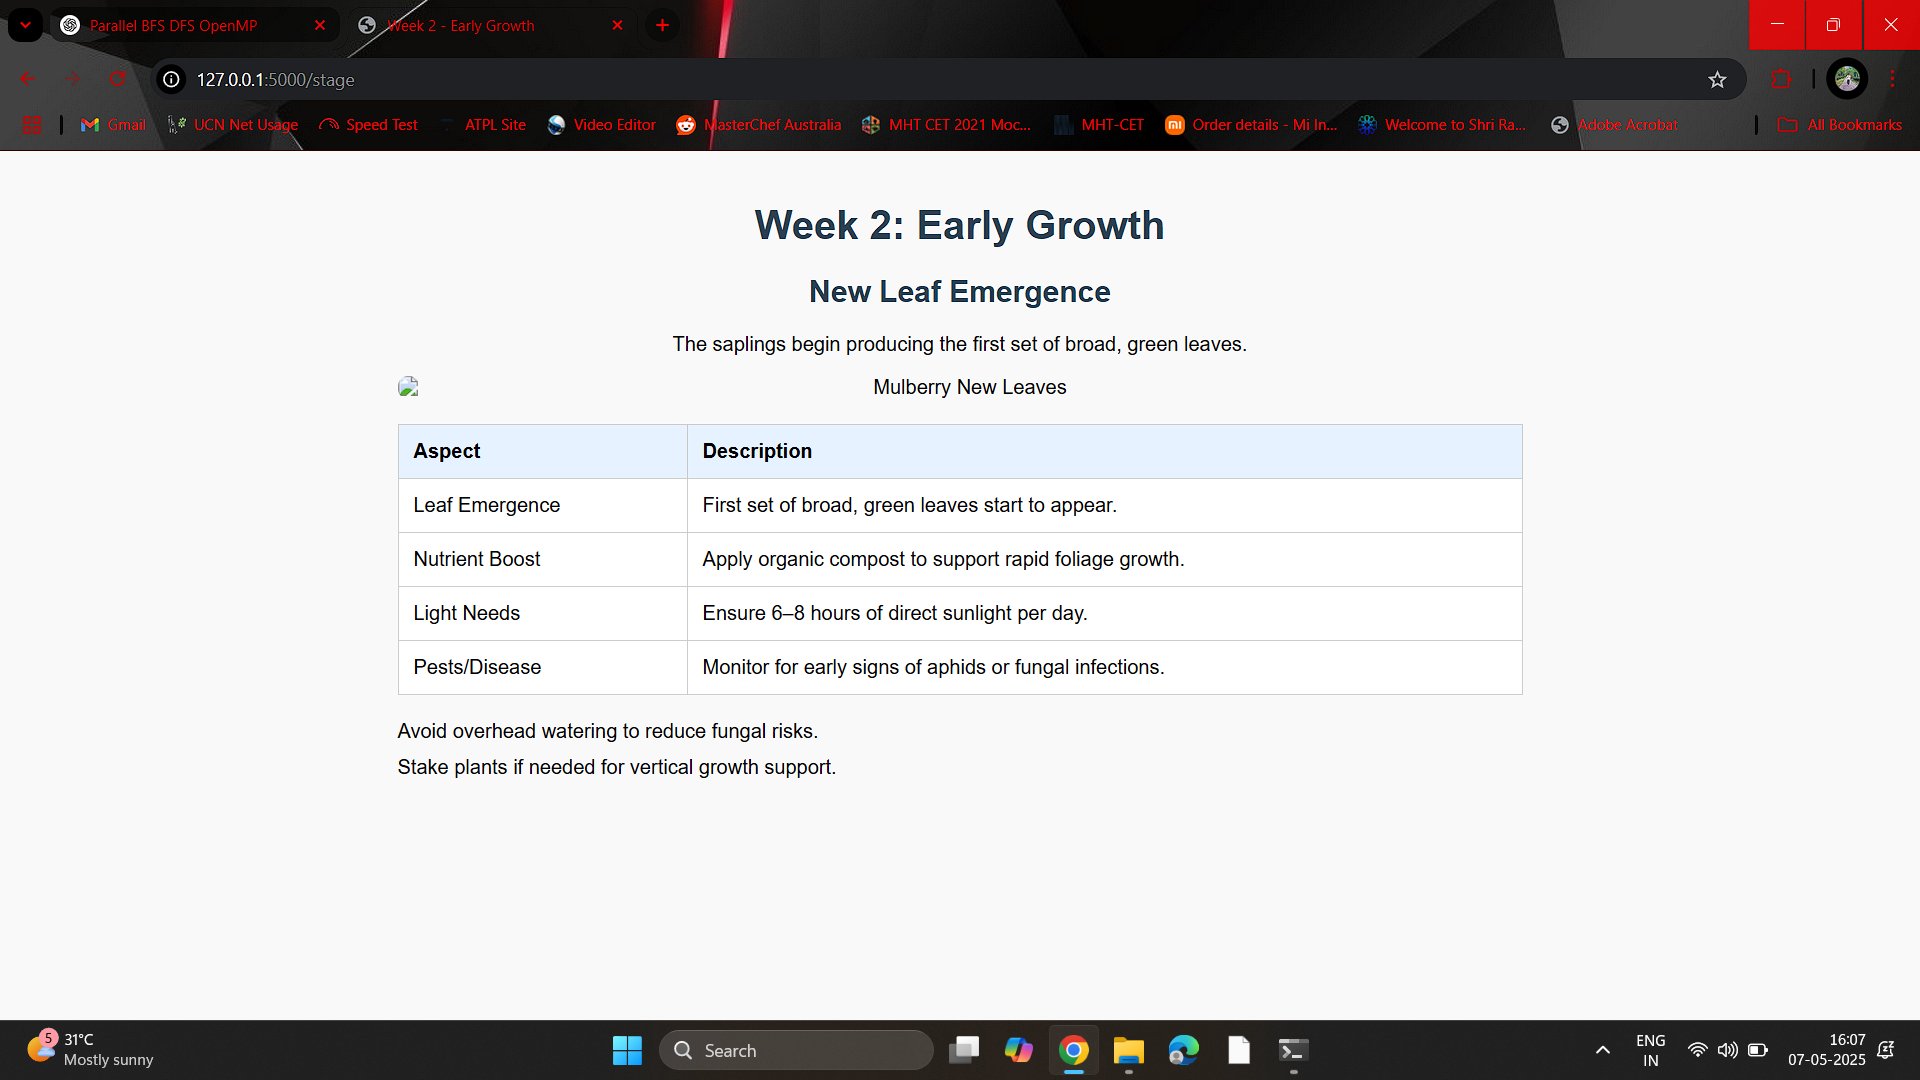 Parallel BFS DFS OpenMP
Week 2 - Early Growth
127.0.0.1:5000/stage
Gmail
UCN Net Usage
Speed Test
ATPL Site
Video Editor
MasterChef Australia
MHT CET 2021 Moc...
MHT-CET
Order details - Mi In...
Welcome to Shri Ra...
Adobe Acrobat
All Bookmarks
Week 2: Early Growth
New Leaf Emergence
The saplings begin producing the first set of broad, green leaves.
Mulberry New Leaves
Aspect Description
Leaf Emergence First set of broad, green leaves start to appear.
Nutrient Boost Apply organic compost to support rapid foliage growth.
Light Needs Ensure 6–8 hours of direct sunlight per day.
Pests/Disease Monitor for early signs of aphids or fungal infections.
Avoid overhead watering to reduce fungal risks.
Stake plants if needed for vertical growth support.
5
31°C
Mostly sunny
Search
ENG
IN
16:07
07-05-2025